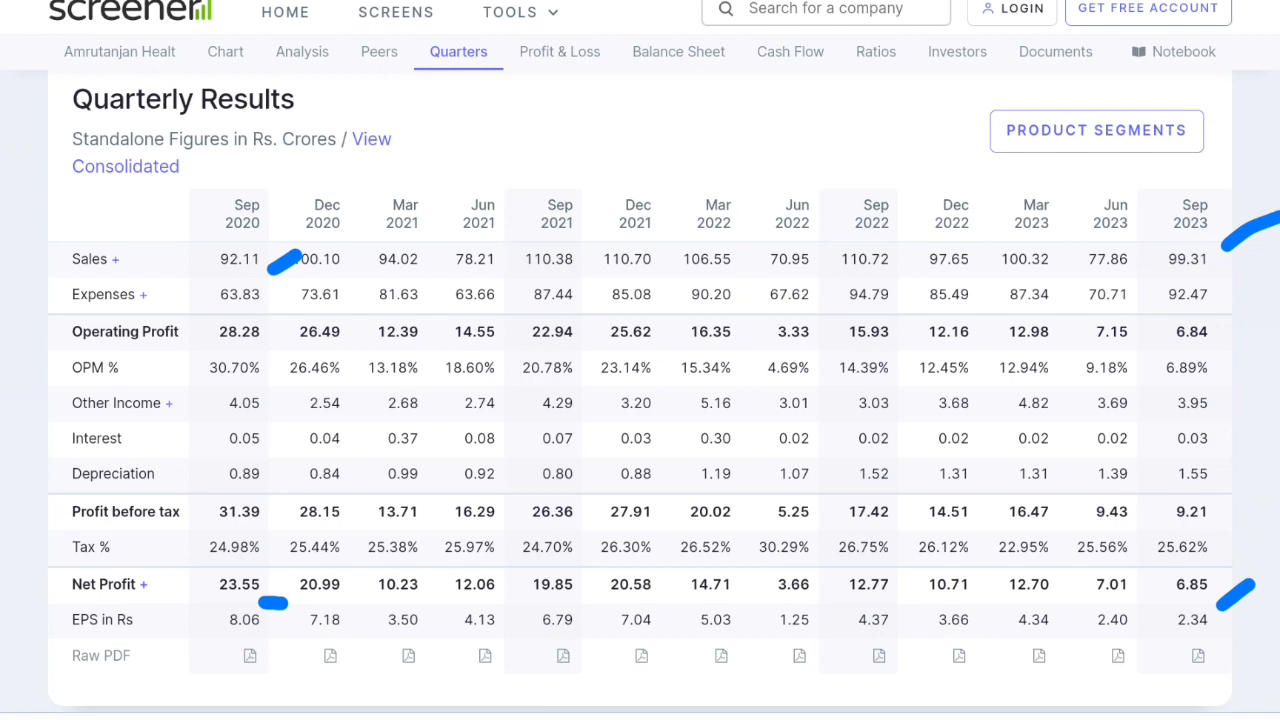 screener
HOME SCREENS TOOLS Search for a company LOGIN GET FREE ACCOUNT
Amrutanjan Healt Chart Analysis Peers Quarters Profit & Loss Balance Sheet Cash Flow Ratios Investors Documents Notebook
Quarterly Results
Standalone Figures in Rs. Crores / View
Consolidated
PRODUCT SEGMENTS
Sep Dec Mar Jun Sep Dec Mar Jun Sep Dec Mar Jun Sep
2020 2020 2021 2021 2021 2021 2022 2022 2022 2022 2023 2023 2023
Sales + 92.11 00.10 94.02 78.21 110.38 110.70 106.55 70.95 110.72 97.65 100.32 77.86 99.31
Expenses + 63.83 73.61 81.63 63.66 87.44 85.08 90.20 67.62 94.79 85.49 87.34 70.71 92.47
Operating Profit 28.28 26.49 12.39 14.55 22.94 25.62 16.35 3.33 15.93 12.16 12.98 7.15 6.84
OPM % 30.70% 26.46% 13.18% 18.60% 20.78% 23.14% 15.34% 4.69% 14.39% 12.45% 12.94% 9.18% 6.89%
Other Income + 4.05 2.54 2.68 2.74 4.29 3.20 5.16 3.01 3.03 3.68 4.82 3.69 3.95
Interest 0.05 0.04 0.37 0.08 0.07 0.03 0.30 0.02 0.02 0.02 0.02 0.02 0.03
Depreciation 0.89 0.84 0.99 0.92 0.80 0.88 1.19 1.07 1.52 1.31 1.31 1.39 1.55
Profit before tax 31.39 28.15 13.71 16.29 26.36 27.91 20.02 5.25 17.42 14.51 16.47 9.43 9.21
Tax % 24.98% 25.44% 25.38% 25.97% 24.70% 26.30% 26.52% 30.29% 26.75% 26.12% 22.95% 25.56% 25.62%
Net Profit + 23.55 20.99 10.23 12.06 19.85 20.58 14.71 3.66 12.77 10.71 12.70 7.01 6.85
EPS in Rs 8.06 7.18 3.50 4.13 6.79 7.04 5.03 1.25 4.37 3.66 4.34 2.40 2.34
Raw PDF